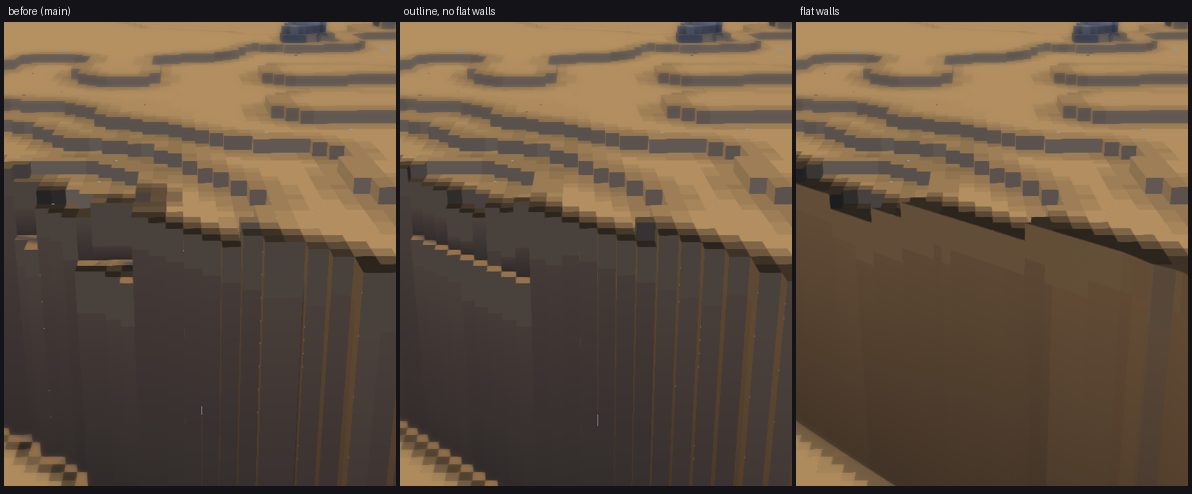 before (main)
outline, no flat walls
flat walls